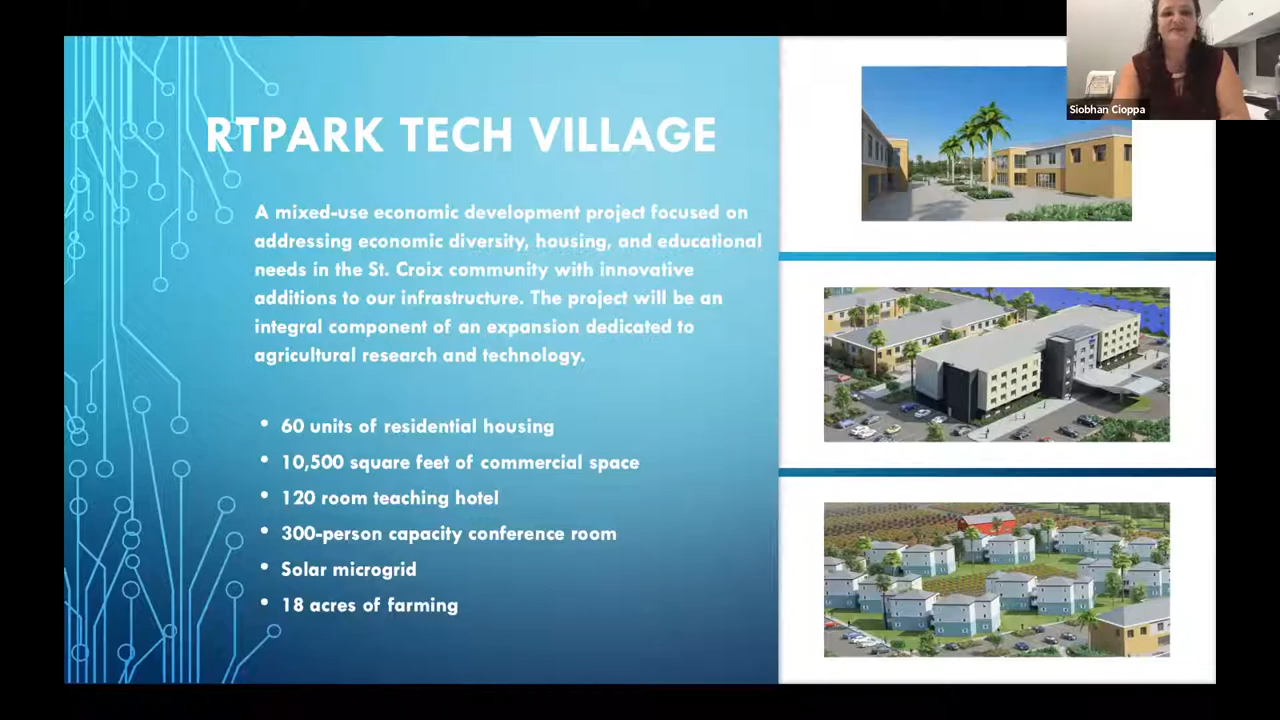 Siobhan Cioppa
RTPARK TECH VILLAGE
A mixed-use economic development project focused on
addressing economic diversity, housing, and educational
needs in the St. Croix community with innovative
additions to our infrastructure. The project will be an
integral component of an expansion dedicated to
agricultural research and technology.
• 60 units of residential housing
• 10,500 square feet of commercial space
• 120 room teaching hotel
• 300-person capacity conference room
• Solar microgrid
• 18 acres of farming